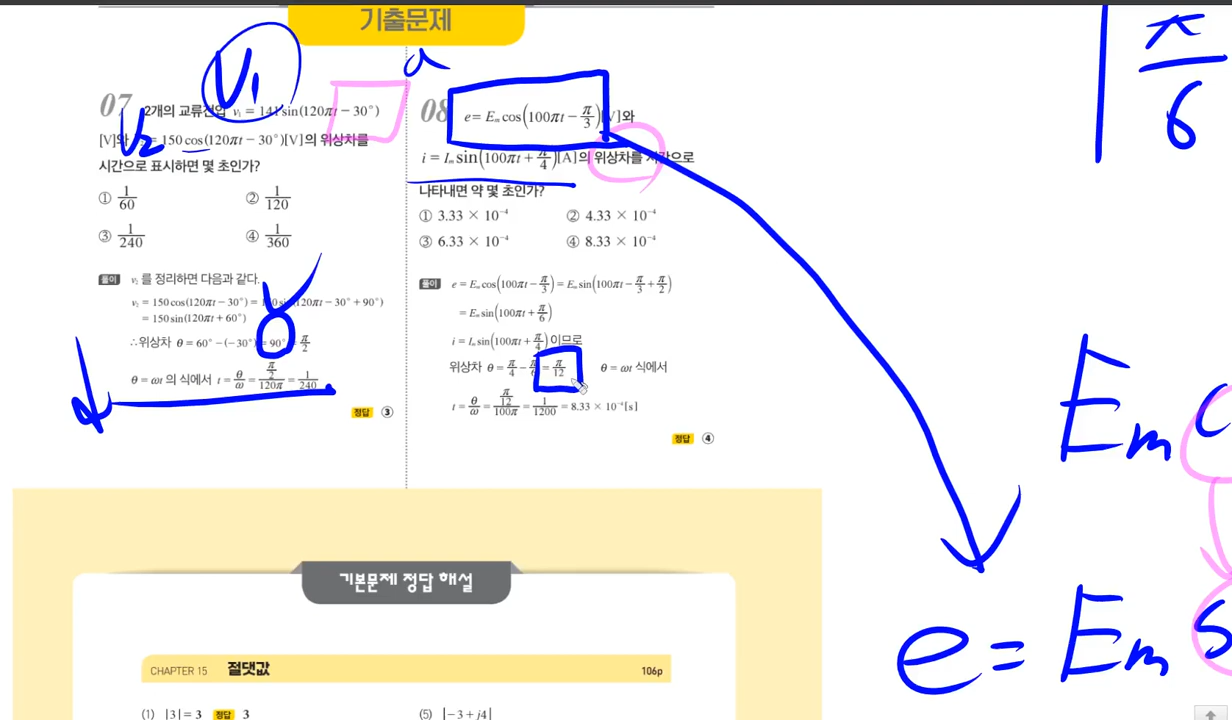 기출문제
V₁
07 2개의 교류전압 v₁ = 141 sin(120πt − 30°)
[V]와 V₂ = 150 cos(120πt − 30°)[V]의 위상차를
시간으로 표시하면 몇 초인가?
① 1/60 ② 1/120
③ 1/240 ④ 1/360
풀이 v₂를 정리하면 다음과 같다.
v₂ = 150 cos(120πt − 30°) = 150 sin(120πt − 30° + 90°)
= 150 sin(120πt + 60°)
∴위상차 θ = 60° − (−30°) = 90° = π/2
θ = ωt 의 식에서 t = θ/ω = (π/2)/120π = 1/240
정답 ③
08 e = Eₘ cos(100πt − π/3)[V]와
i = Iₘ sin(100πt + π/4)[A]의 위상차를 시간으로
나타내면 약 몇 초인가?
① 3.33 × 10⁻⁴ ② 4.33 × 10⁻⁴
③ 6.33 × 10⁻⁴ ④ 8.33 × 10⁻⁴
풀이 e = Eₘ cos(100πt − π/3) = Eₘ sin(100πt − π/3 + π/2)
= Eₘ sin(100πt + π/6)
i = Iₘ sin(100πt + π/4) 이므로
위상차 θ = π/4 − π/6 = π/12 θ = ωt 식에서
t = θ/ω = (π/12)/100π = 1/1200 = 8.33 × 10⁻⁴[s]
정답 ④
π/6
Em
e = Em s
기본문제 정답 해설
CHAPTER 15 절댓값 106p
(1) |3| = 3 정답 3 (5) |−3 + j4|